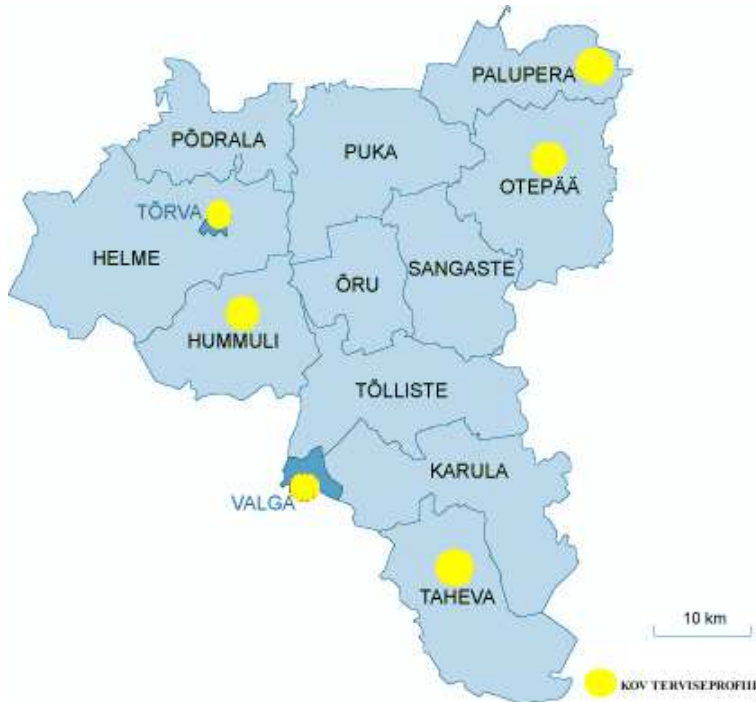 PALUPERA
PÕDRALA
PUKA
OTEPÄÄ
TÕRVA
HELME
SANGASTE
ÕRU
HUMMULI
TÕLLISTE
KARULA
VALGA
TAHEVA
10 km
KOV TERVISEPROFIIL